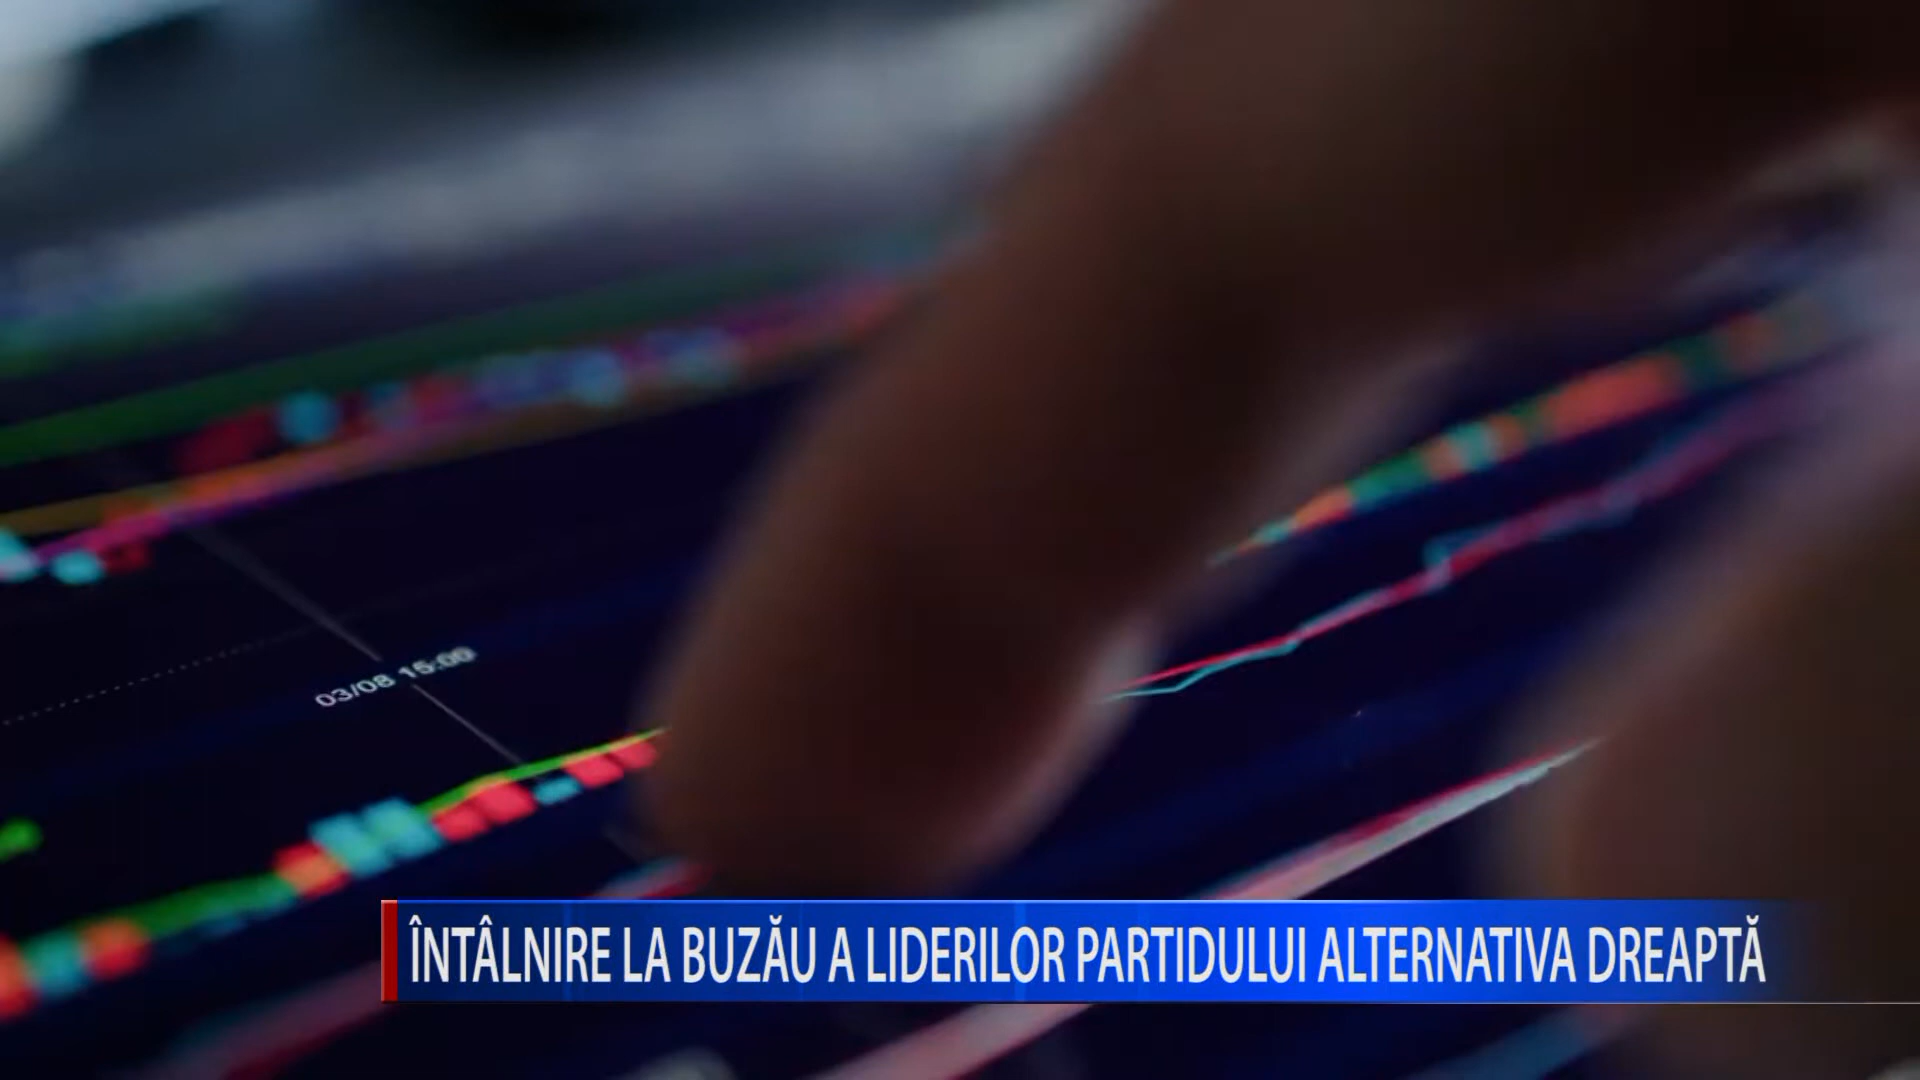 03/08 15:00
ÎNTÂLNIRE LA BUZĂU A LIDERILOR PARTIDULUI ALTERNATIVA DREAPTĂ